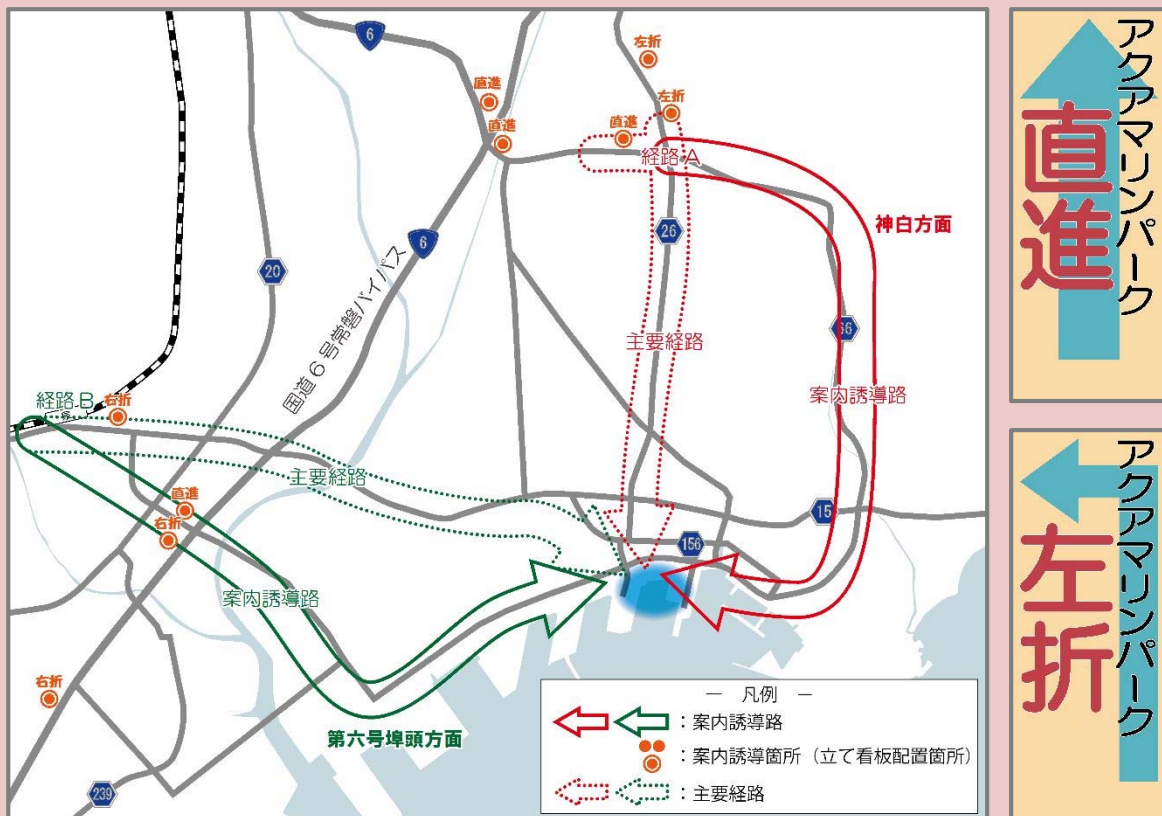 6
左折
直進
左折
直進
直進
経路A
26
神白方面
6
20
国道6号常磐バイパス
66
主要経路
案内誘導路
経路B
右折
主要経路
直進
15
右折
156
案内誘導路
右折
第六号埠頭方面
239
― 凡例 ―
：案内誘導路
：案内誘導箇所（立て看板配置箇所）
：主要経路
アクアマリンパーク
直進
アクアマリンパーク
左折